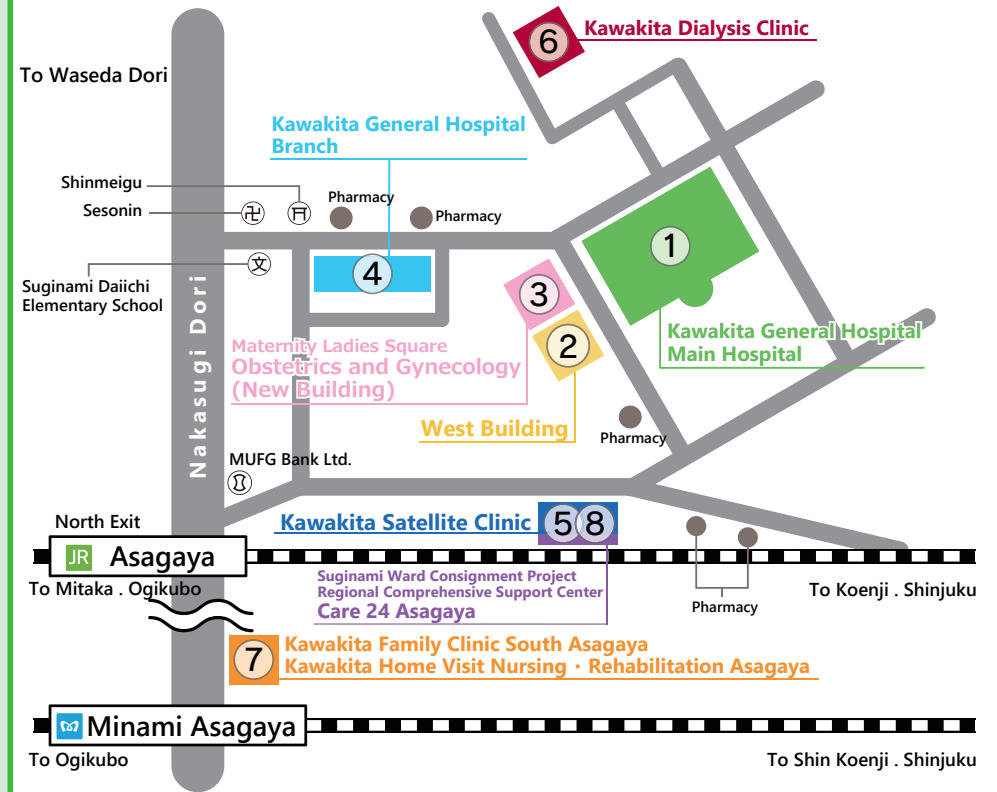 6
Kawakita Dialysis Clinic
To Waseda Dori
Kawakita General Hospital
Branch
Shinmeigu
Sesonin
卍
Pharmacy
Pharmacy
文
Suginami Daiichi
Elementary School
4
1
3
2
Kawakita General Hospital
Main Hospital
Maternity Ladies Square
Obstetrics and Gynecology
(New Building)
West Building
Pharmacy
Nakasugi Dori
MUFG Bank Ltd.
North Exit
Kawakita Satellite Clinic
5
8
JR Asagaya
To Mitaka . Ogikubo
To Koenji . Shinjuku
Suginami Ward Consignment Project
Regional Comprehensive Support Center
Care 24 Asagaya
Pharmacy
7
Kawakita Family Clinic South Asagaya
Kawakita Home Visit Nursing・Rehabilitation Asagaya
Minami Asagaya
To Ogikubo
To Shin Koenji . Shinjuku